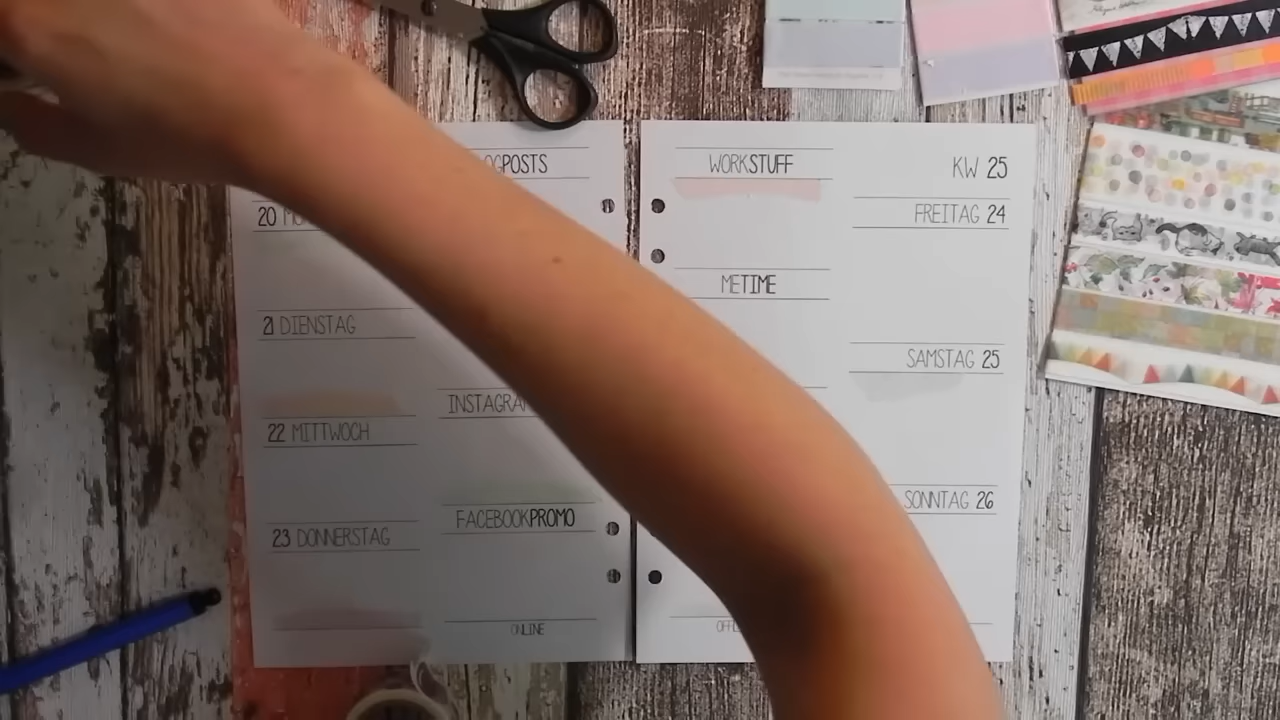 POSTS
20
21 DIENSTAG
INSTAGRA
22 MITTWOCH
FACEBOOKPROMO
23 DONNERSTAG
ONLINE
WORKSTUFF
KW 25
FREITAG 24
METIME
SAMSTAG 25
SONNTAG 26